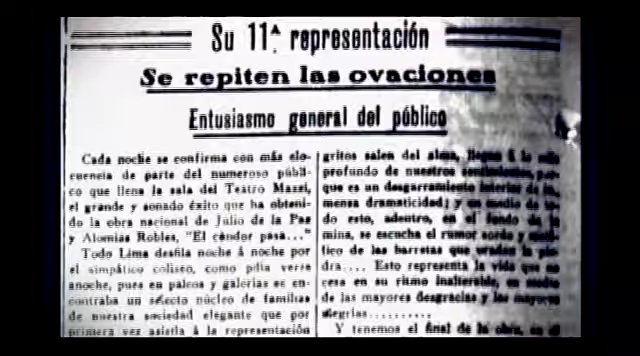 Su 11ª representación
Se repiten las ovaciones
Entusiasmo general del público
Cada noche se confirma con más elo-
cuencia de parte del numeroso públi-
co que llena la sala del Teatro Mazzi,
el grande y sonado éxito que ha obteni-
do la obra nacional de Julio de la Paz
y Alomias Robles, "El cóndor pasa..."
Todo Lima desfila noche á noche por
el simpático coliseo, como pdia verse
anoche, pues en palcos y galerías se en-
contraba un selecto núcleo de familias
de nuestra sociedad elegante que por
primera vez asistía á la representación
gritos salen del alma, llegan á lo más
profundo de nuestros sentimientos, por-
que es un desgarramiento interior de in-
mensa dramaticidad; y en medio de to-
do esto, adentro, en el fondo de la
mina, se escucha el rumor sordo y
tico de las barretas que la pie-
dra.... Esto representa la vida que no
cesa en su ritmo inalterable, en medio
de las mayores desgracias y las mayores
alegrías.........
Y tenemos el final de la obra, en el